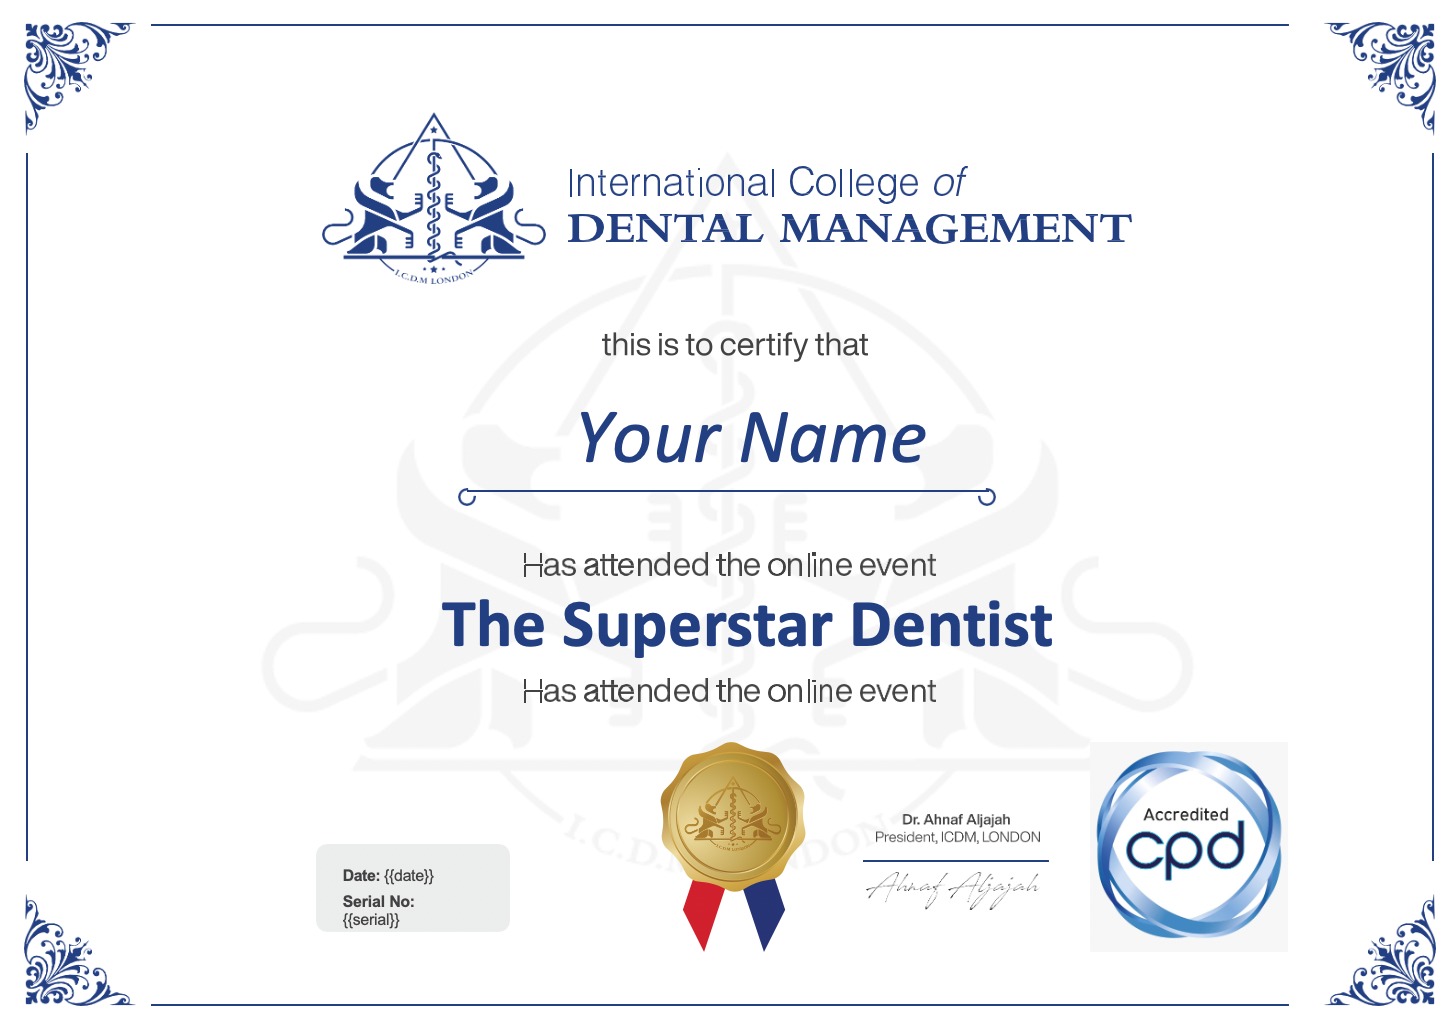 International College of
DENTAL MANAGEMENT
I.C.D.M LONDON
this is to certify that
Your Name
Has attended the online event
The Superstar Dentist
Has attended the online event
Dr. Ahnaf Aljajah
President, ICDM, LONDON
Ahnaf Aljajah
Accredited
cpd
Date: {{date}}
Serial No:
{{serial}}